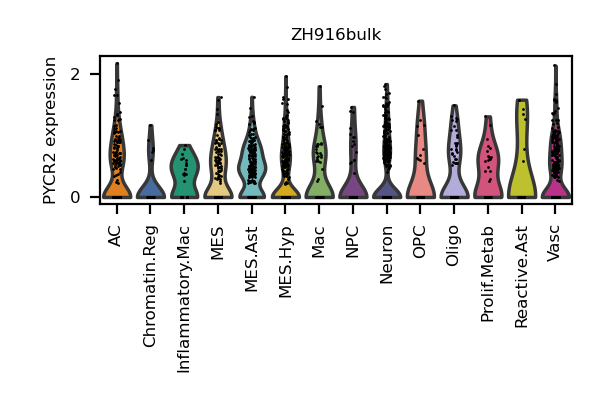 ZH916bulk
PYCR2 expression
2
0
AC
Chromatin.Reg
Inflammatory.Mac
MES
MES.Ast
MES.Hyp
Mac
NPC
Neuron
OPC
Oligo
Prolif.Metab
Reactive.Ast
Vasc